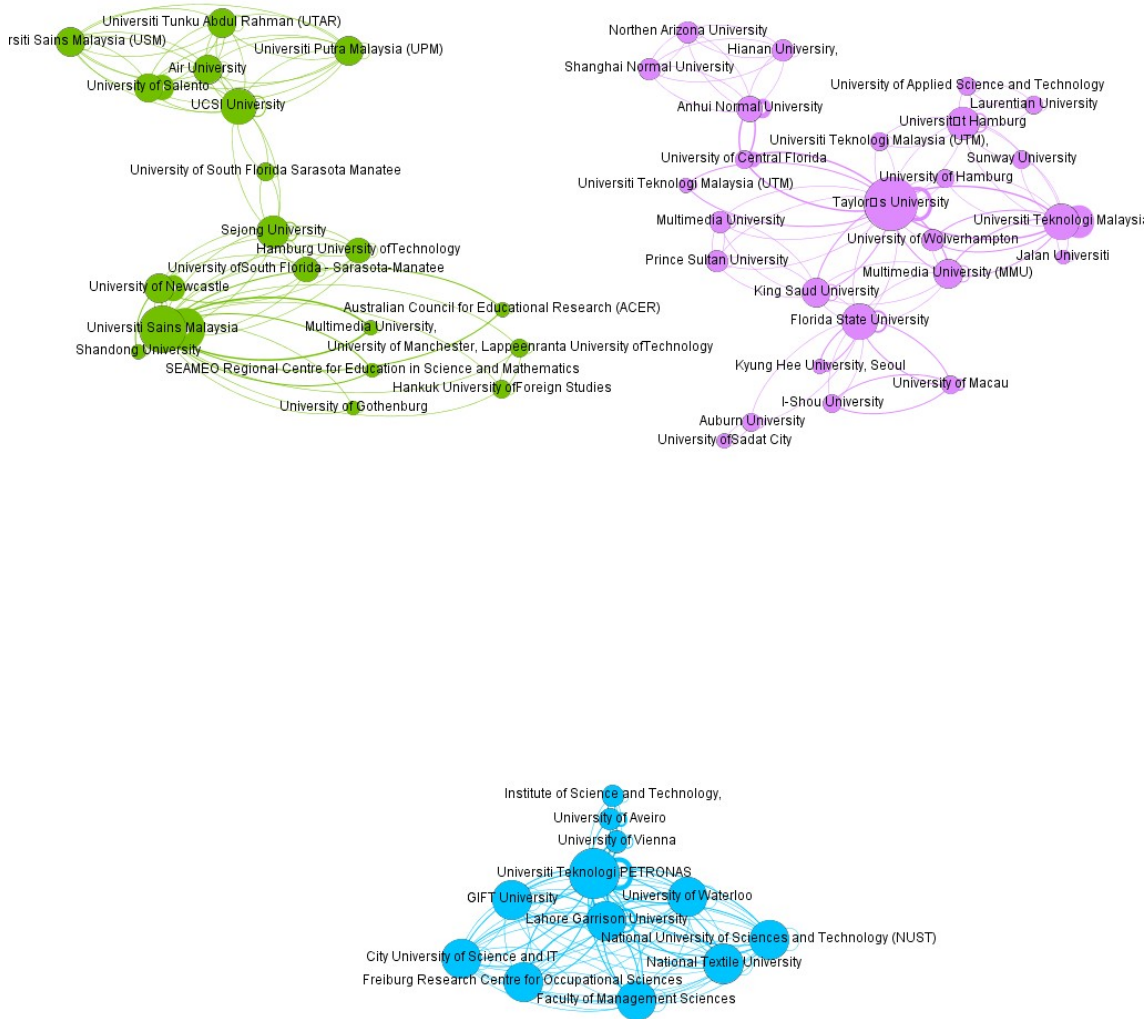 Universiti Tunku Abdul Rahman (UTAR)
rsiti Sains Malaysia (USM)
Universiti Putra Malaysia (UPM)
Air University
University of Salento
UCSI University
University of South Florida Sarasota Manatee
Sejong University
Hamburg University ofTechnology
University ofSouth Florida - Sarasota-Manatee
University of Newcastle
Australian Council for Educational Research (ACER)
Universiti Sains Malaysia
Multimedia University,
University of Manchester, Lappeenranta University ofTechnology
Shandong University
SEAMEO Regional Centre for Education in Science and Mathematics
Hankuk University ofForeign Studies
University of Gothenburg
Northen Arizona University
Hianan Universiry,
Shanghai Normal University
University of Applied Science and Technology
Laurentian University
Anhui Normal University
Universit□t Hamburg
Universiti Teknologi Malaysia (UTM),
University of Central Florida
Sunway University
University of Hamburg
Universiti Teknologi Malaysia (UTM)
Taylor□s University
Multimedia University
Universiti Teknologi Malaysia
University of Wolverhampton
Jalan Universiti
Prince Sultan University
Multimedia University (MMU)
King Saud University
Florida State University
Kyung Hee University, Seoul
University of Macau
I-Shou University
Auburn University
University ofSadat City
Institute of Science and Technology,
University of Aveiro
University of Vienna
Universiti Teknologi PETRONAS
GIFT University
University of Waterloo
Lahore Garrison University
National University of Sciences and Technology (NUST)
City University of Science and IT
National Textile University
Freiburg Research Centre for Occupational Sciences
Faculty of Management Sciences